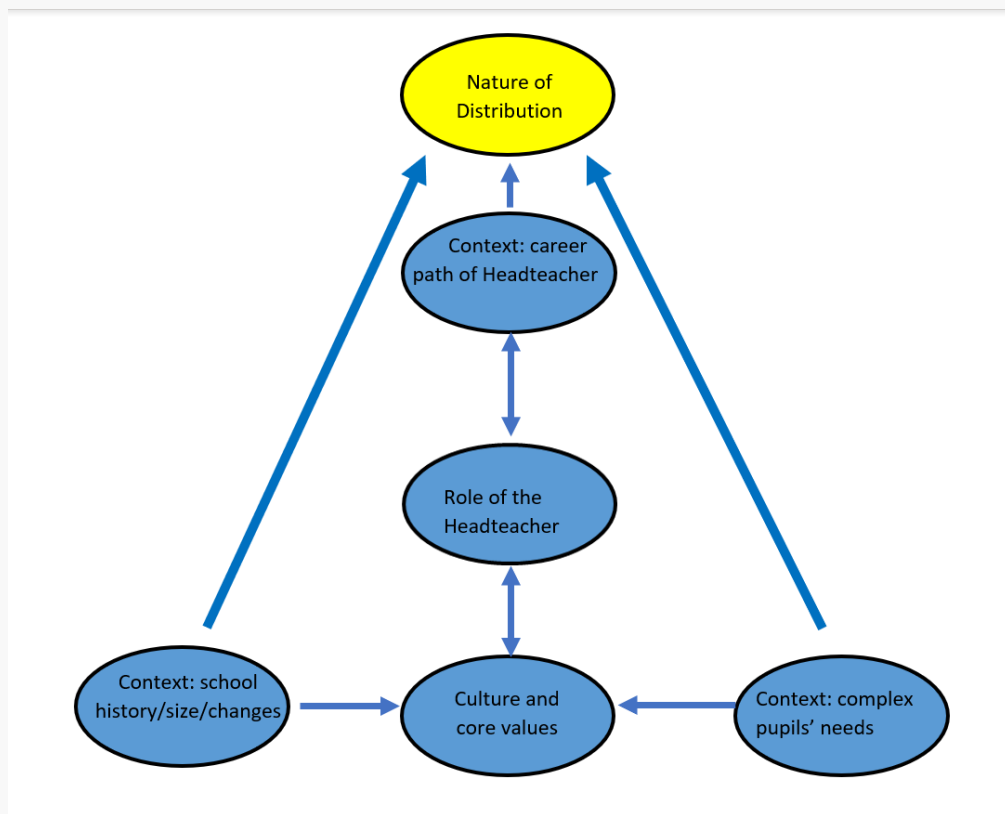 Nature of
Distribution
Context: career
path of Headteacher
Role of the
Headteacher
Context: school
history/size/changes
Culture and
core values
Context: complex
pupils’ needs